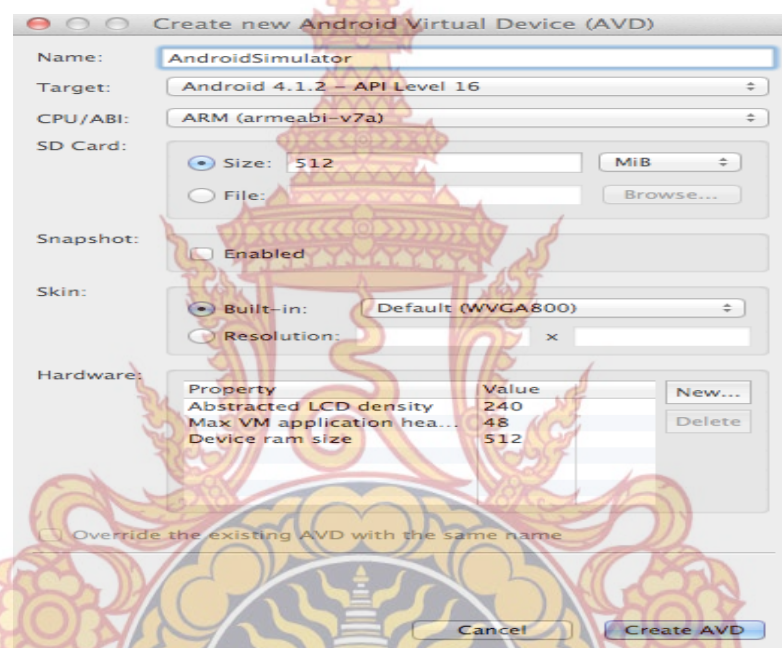 Create new Android Virtual Device (AVD)
Name: AndroidSimulator
Target: Android 4.1.2 – API Level 16
CPU/ABI: ARM (armeabi-v7a)
SD Card:
Size: 512 MiB
File: Browse...
Snapshot:
Enabled
Skin:
Built-in: Default (WVGA800)
Resolution: x
Hardware:
Property Value New...
Abstracted LCD density 240
Max VM application hea... 48 Delete
Device ram size 512
Override the existing AVD with the same name
Cancel Create AVD